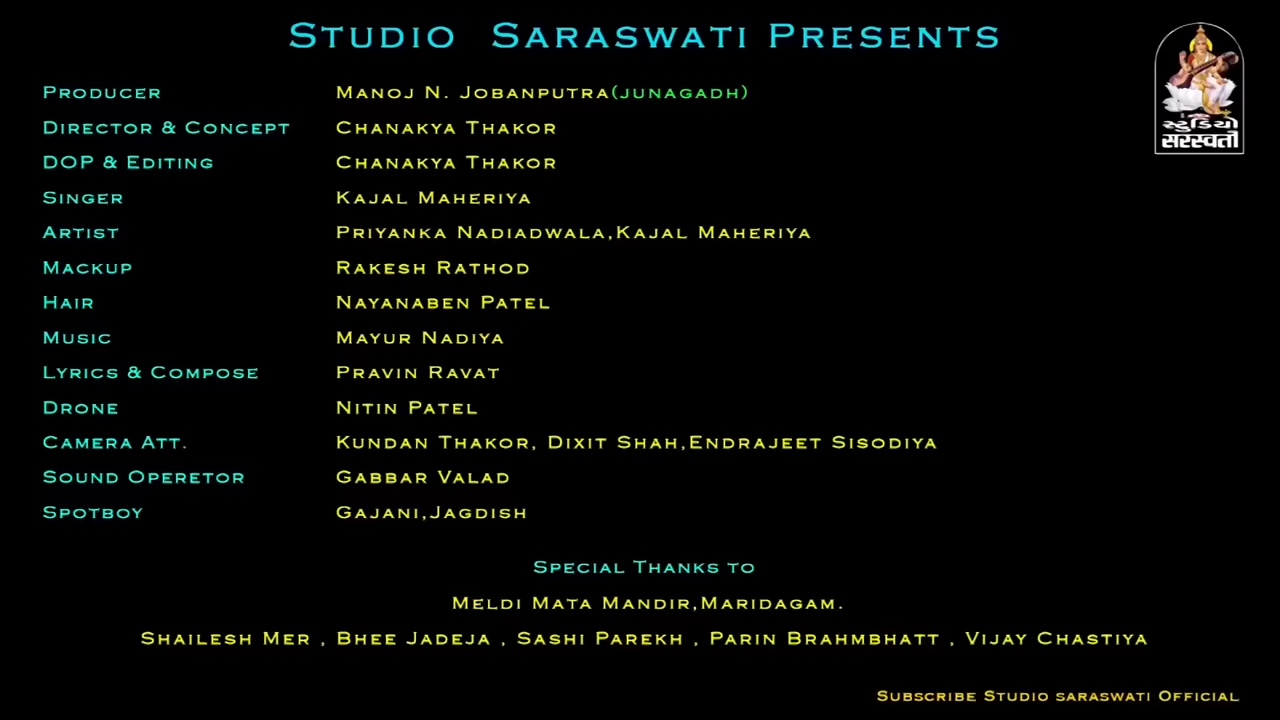 Studio Saraswati Presents
સ્ટુડિયો
સરસ્વતી
Producer Manoj N. Jobanputra(junagadh)
Director & Concept Chanakya Thakor
DOP & Editing Chanakya Thakor
Singer Kajal Maheriya
Artist Priyanka Nadiadwala,Kajal Maheriya
Mackup Rakesh Rathod
Hair Nayanaben Patel
Music Mayur Nadiya
Lyrics & Compose Pravin Ravat
Drone Nitin Patel
Camera Att. Kundan Thakor, Dixit Shah,Endrajeet Sisodiya
Sound Operetor Gabbar Valad
Spotboy Gajani,Jagdish
Special Thanks to
Meldi Mata Mandir,Maridagam.
Shailesh Mer , Bhee Jadeja , Sashi Parekh , Parin Brahmbhatt , Vijay Chastiya
Subscribe Studio saraswati Official